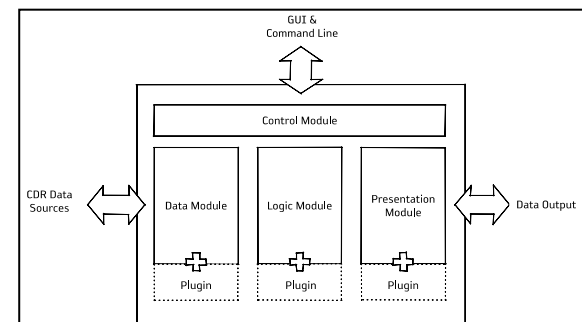 GUI &
Command Line
Control Module
CDR Data
Sources
Data Module
Logic Module
Presentation
Module
Data Output
Plugin
Plugin
Plugin